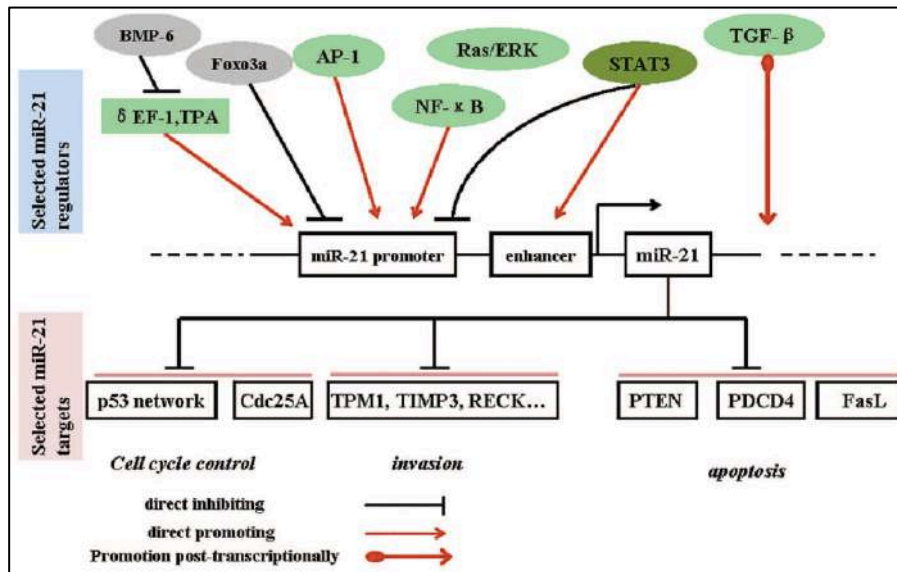 BMP-6
Foxo3a
AP-1
Ras/ERK
STAT3
TGF-β
δEF-1,TPA
NF-κB
Selected miR-21
regulators
miR-21 promoter
enhancer
miR-21
Selected miR-21
targets
p53 network
Cdc25A
TPM1, TIMP3, RECK...
PTEN
PDCD4
FasL
Cell cycle control
invasion
apoptosis
direct inhibiting
direct promoting
Promotion post-transcriptionally